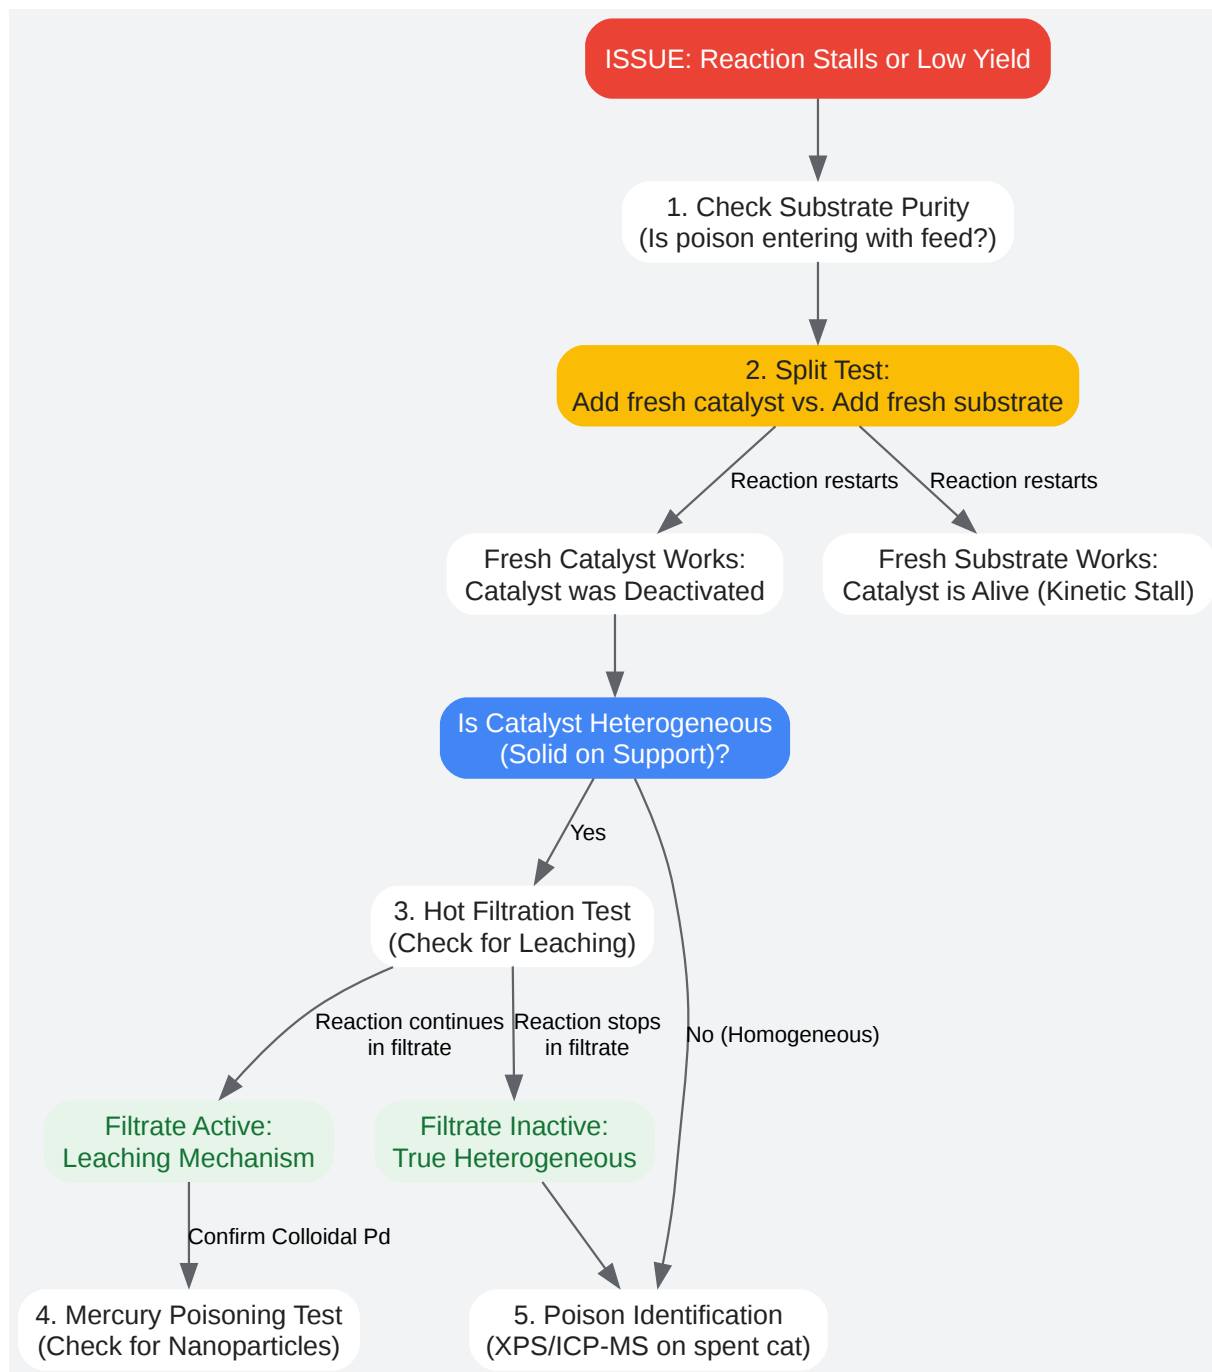 ISSUE: Reaction Stalls or Low Yield
1. Check Substrate Purity
(Is poison entering with feed?)
2. Split Test:
Add fresh catalyst vs. Add fresh substrate
Reaction restarts
Reaction restarts
Fresh Catalyst Works:
Catalyst was Deactivated
Fresh Substrate Works:
Catalyst is Alive (Kinetic Stall)
Is Catalyst Heterogeneous
(Solid on Support)?
Yes
3. Hot Filtration Test
(Check for Leaching)
Reaction continues
in filtrate
Reaction stops
in filtrate
No (Homogeneous)
Filtrate Active:
Leaching Mechanism
Filtrate Inactive:
True Heterogeneous
Confirm Colloidal Pd
4. Mercury Poisoning Test
(Check for Nanoparticles)
5. Poison Identification
(XPS/ICP-MS on spent cat)